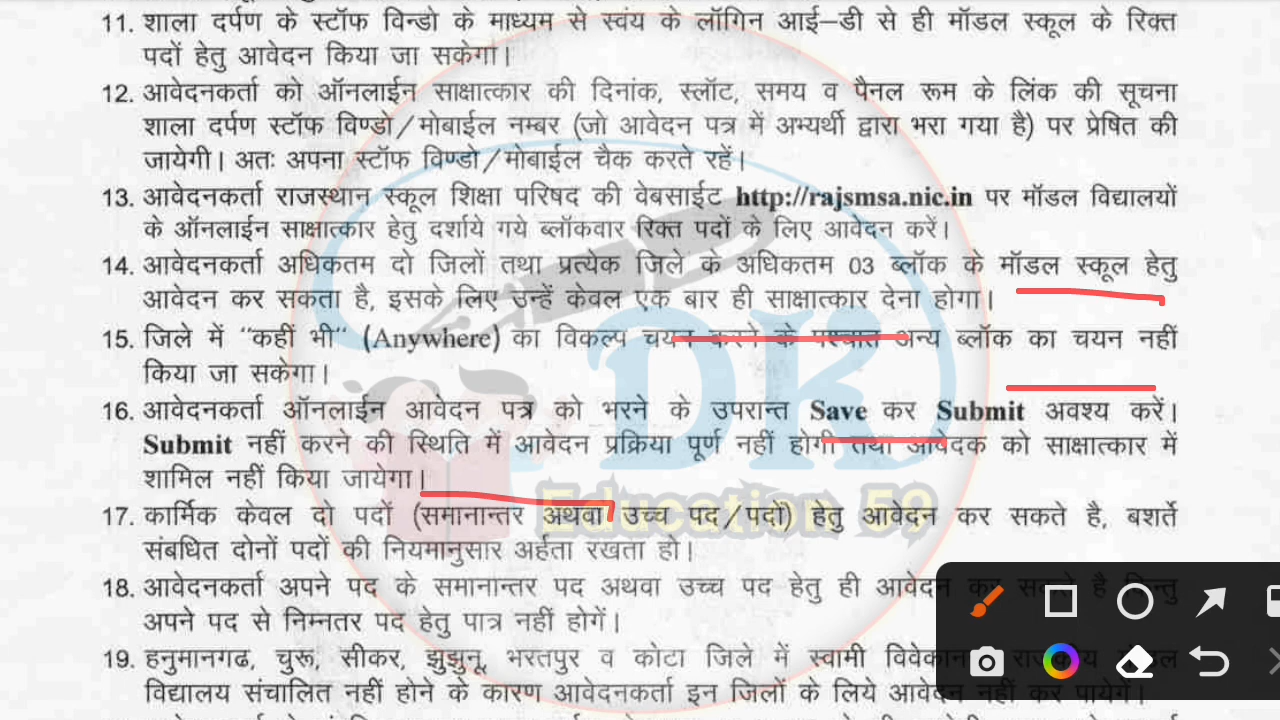 11. शाला दर्पण के स्टॉफ विन्डो के माध्यम से स्वंय के लॉगिन आई–डी से ही मॉडल स्कूल के रिक्त
पदों हेतु आवेदन किया जा सकेगा।
12. आवेदनकर्ता को ऑनलाईन साक्षात्कार की दिनांक, स्लॉट, समय व पैनल रूम के लिंक की सूचना
शाला दर्पण स्टॉफ विण्डो/मोबाईल नम्बर (जो आवेदन पत्र में अभ्यर्थी द्वारा भरा गया है) पर प्रेषित की
जायेगी। अतः अपना स्टॉफ विण्डो/मोबाईल चैक करते रहें।
13. आवेदनकर्ता राजस्थान स्कूल शिक्षा परिषद की वेबसाईट http://rajsmsa.nic.in पर मॉडल विद्यालयों
के ऑनलाईन साक्षात्कार हेतु दर्शाये गये ब्लॉकवार रिक्त पदों के लिए आवेदन करें।
14. आवेदनकर्ता अधिकतम दो जिलों तथा प्रत्येक जिले के अधिकतम 03 ब्लॉक के मॉडल स्कूल हेतु
आवेदन कर सकता है, इसके लिए उन्हें केवल एक बार ही साक्षात्कार देना होगा।
15. जिले में "कहीं भी" (Anywhere) का विकल्प चयन करने के पश्चात अन्य ब्लॉक का चयन नहीं
किया जा सकेगा।
16. आवेदनकर्ता ऑनलाईन आवेदन पत्र को भरने के उपरान्त Save कर Submit अवश्य करें।
Submit नहीं करने की स्थिति में आवेदन प्रक्रिया पूर्ण नहीं होगी तथा आवेदक को साक्षात्कार में
शामिल नहीं किया जायेगा।
17. कार्मिक केवल दो पदों (समानान्तर अथवा उच्च पद/पदों) हेतु आवेदन कर सकते है, बशर्ते
संबधित दोनों पदों की नियमानुसार अर्हता रखता हो।
18. आवेदनकर्ता अपने पद के समानान्तर पद अथवा उच्च पद हेतु ही आवेदन कर सकते है किन्तु
अपने पद से निम्नतर पद हेतु पात्र नहीं होगें।
19. हनुमानगढ, चुरू, सीकर, झुझुनू, भरतपुर व कोटा जिले में स्वामी विवेकानन्द
विद्यालय संचालित नहीं होने के कारण आवेदनकर्ता इन जिलों के लिये आवेदन नहीं कर पायेगें।
DK
Education 59